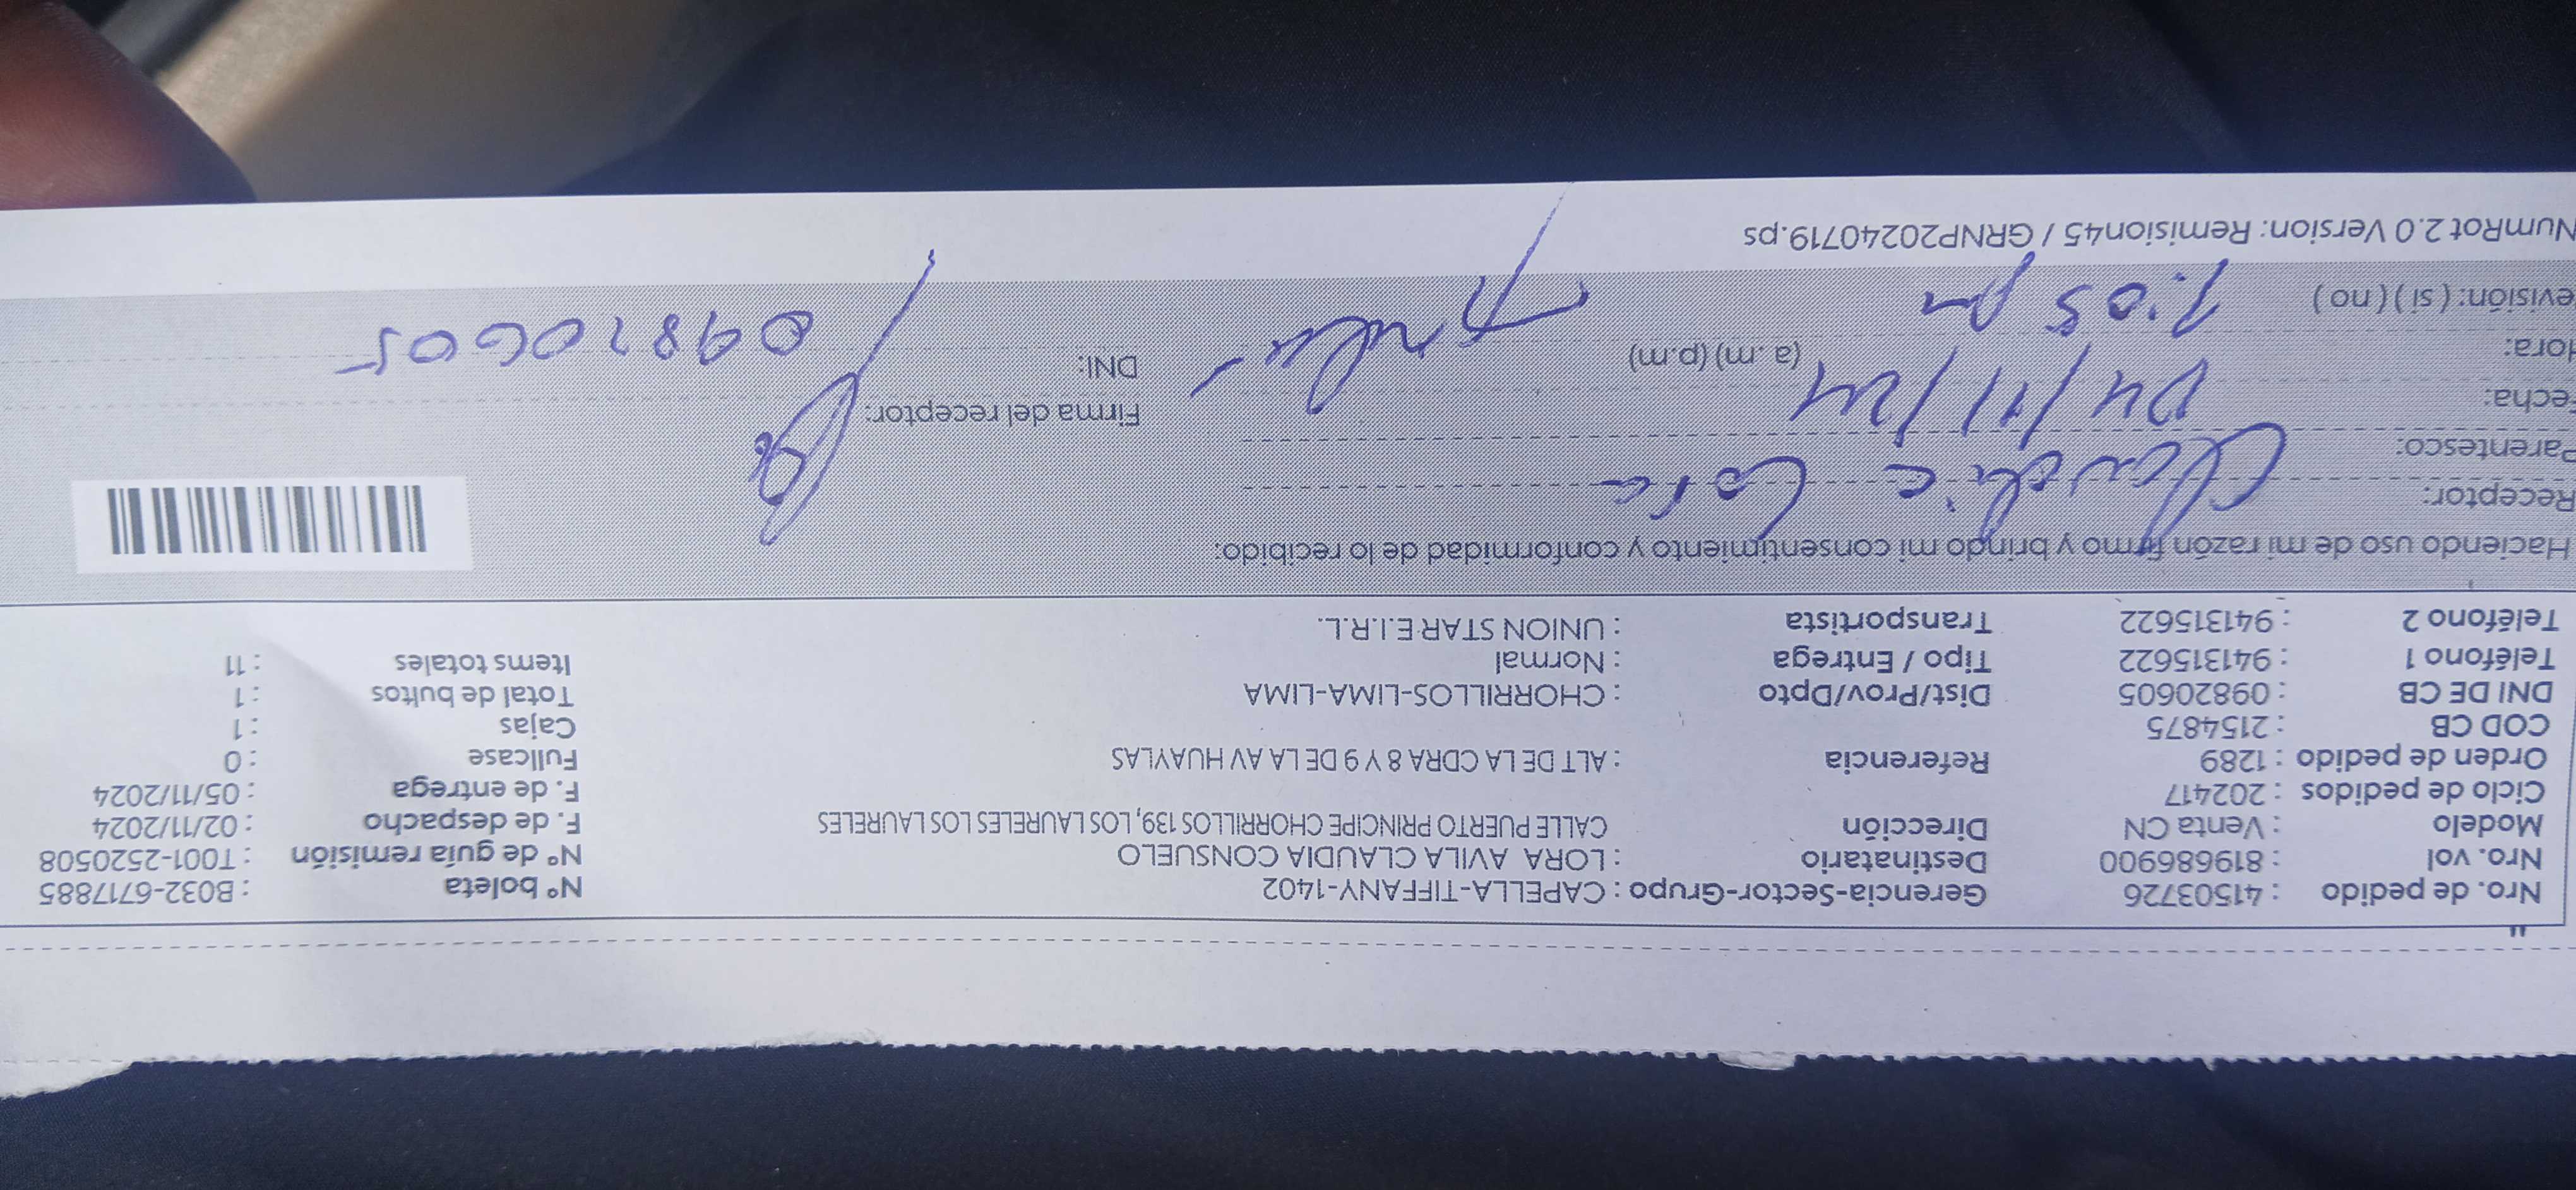 Nro. de pedido : 41503726 Gerencia-Sector-Grupo : CAPELLA-TIFFANY-1402 Nº boleta : B032-6717885
Nro. vol : 819686900 Destinatario : LORA AVILA CLAUDIA CONSUELO Nº de guía remisión : T001-2520508
Modelo : Venta CN Dirección CALLE PUERTO PRINCIPE CHORRILLOS 139, LOS LAURELES LOS LAURELES F. de despacho : 02/11/2024
Ciclo de pedidos : 202417 F. de entrega : 05/11/2024
Orden de pedido : 1289 Referencia : ALT DE LA CDRA 8 Y 9 DE LA AV HUAYLAS Fullcase : 0
COD CB : 2154875 Cajas : 1
DNI DE CB : 09820605 Dist/Prov/Dpto : CHORRILLOS-LIMA-LIMA Total de bultos : 1
Teléfono 1 : 941315622 Tipo / Entrega : Normal Items totales : 11
Teléfono 2 : 941315622 Transportista : UNION STAR E.I.R.L.
Haciendo uso de mi razón firmo y brindo mi consentimiento y conformidad de lo recibido:
Receptor: Claudia Lora
Parentesco:
Fecha: 04/11/24 Firma del receptor:
Hora: 1:05 pm (a.m) (p.m) DNI: 09820605
evisión: ( si ) ( no )
NumRot 2.0 Version: Remision45 / GRNP20240719.ps